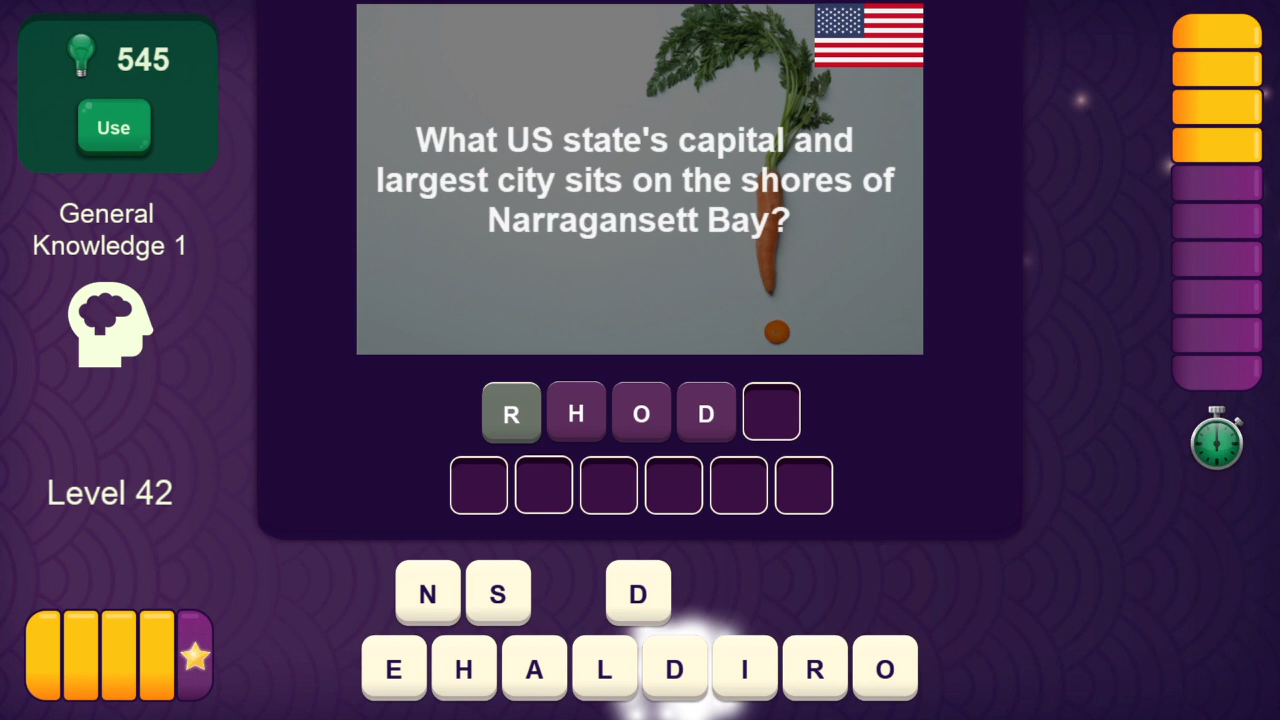 545
Use
General
Knowledge 1
Level 42
What US state's capital and
largest city sits on the shores of
Narragansett Bay?
R H O D
N S D
E H A L D I R O